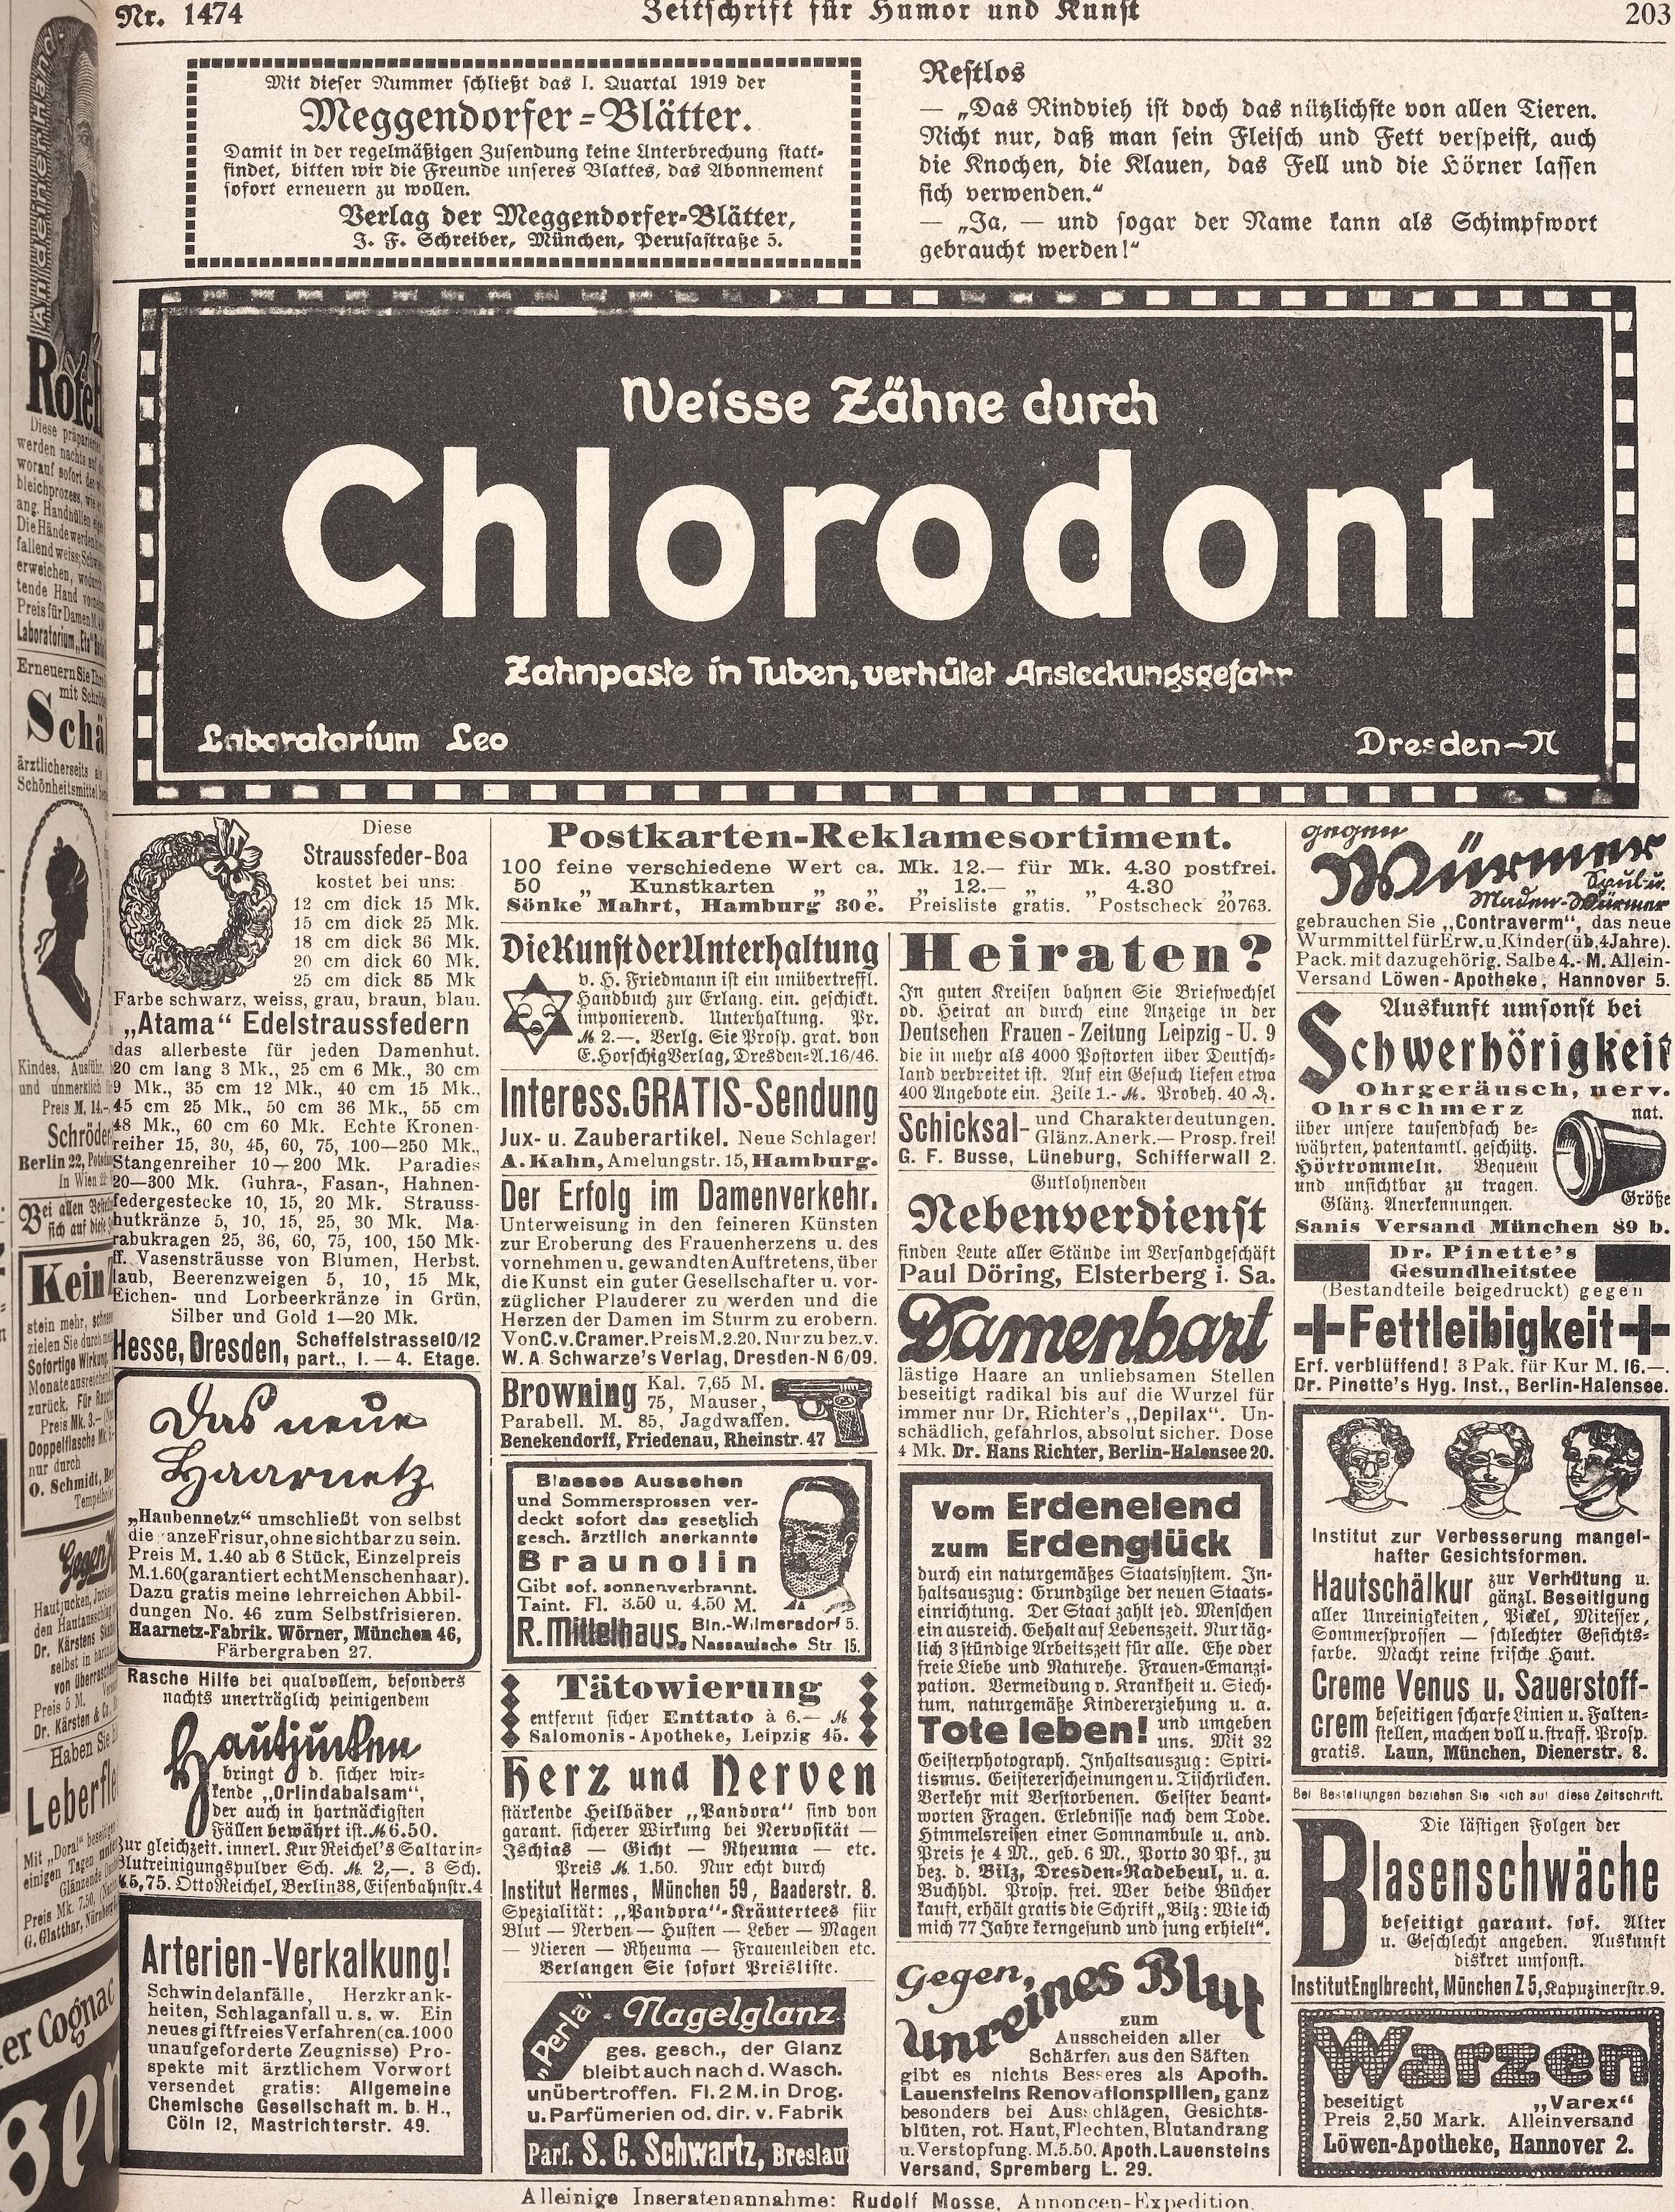 Nr. 1474
Zeitschrift für Humor und Kunst
203
Mit dieser Nummer schließt das I. Quartal 1919 der
Meggendorfer-Blätter.
Damit in der regelmäßigen Zusendung keine Unterbrechung statt-
findet, bitten wir die Freunde unseres Blattes, das Abonnement
sofort erneuern zu wollen.
Verlag der Meggendorfer-Blätter,
J. F. Schreiber, München, Perusastraße 5.
Restlos
— „Das Rindvieh ist doch das nützlichste von allen Tieren.
Nicht nur, daß man sein Fleisch und Fett verspeist, auch
die Knochen, die Klauen, das Fell und die Hörner lassen
sich verwenden.“
— „Ja, — und sogar der Name kann als Schimpfwort
gebraucht werden!“
Weisse Zähne durch
Chlorodont
Zahnpaste in Tuben, verhütet Ansteckungsgefahr
Laboratorium Leo
Dresden-N
Diese
Straussfeder-Boa
kostet bei uns:
12 cm dick 15 Mk.
15 cm dick 25 Mk.
18 cm dick 36 Mk.
20 cm dick 60 Mk.
25 cm dick 85 Mk
Farbe schwarz, weiss, grau, braun, blau.
„Atama“ Edelstraussfedern
das allerbeste für jeden Damenhut.
20 cm lang 3 Mk., 25 cm 6 Mk., 30 cm
9 Mk., 35 cm 12 Mk., 40 cm 15 Mk.,
45 cm 25 Mk., 50 cm 36 Mk., 55 cm
48 Mk., 60 cm 60 Mk. Echte Kronen-
reiher 15, 30, 45, 60, 75, 100—250 Mk.,
Stangenreiher 10—200 Mk. Paradies
20—300 Mk. Guhra-, Fasan-, Hahnen-
federgestecke 10, 15, 20 Mk. Strauss-
hutkränze 5, 10, 15, 25, 30 Mk. Ma-
rabukragen 25, 36, 60, 75, 100, 150 Mk-
ff. Vasensträusse von Blumen, Herbst.
laub, Beerenzweigen 5, 10, 15 Mk,
Eichen- und Lorbeerkränze in Grün,
Silber und Gold 1—20 Mk.
Hesse, Dresden, Scheffelstrasse10/12
part., I. — 4. Etage.
Das neue
Haarnetz
„Haubennetz“ umschließt von selbst
die anze Frisur, ohne sichtbar zu sein.
Preis M. 1.40 ab 6 Stück, Einzelpreis
M.1.60 (garantiert echt Menschenhaar).
Dazu gratis meine lehrreichen Abbil-
dungen No. 46 zum Selbstfrisieren.
Haarnetz-Fabrik. Wörner, München 46,
Färbergraben 27.
Rasche Hilfe bei qualvollem, besonders
nachts unerträglich peinigendem
Hautjucken
bringt d. sicher wir-
kende „Orlindabalsam“,
der auch in hartnäckigsten
Fällen bewährt ist. M 6.50.
Zur gleichzeit. innerl. Kur Reichel's Saltarin-
Blutreinigungspulver Sch. M. 2,—. 3 Sch.
M 5,75. Otto Reichel, Berlin 38, Eisenbahnstr. 4
Arterien-Verkalkung!
Schwindelanfälle, Herzkrank-
heiten, Schlaganfall u. s. w. Ein
neues giftfreies Verfahren (ca. 1000
unaufgeforderte Zeugnisse) Pro-
spekte mit ärztlichem Vorwort
versendet gratis: Allgemeine
Chemische Gesellschaft m. b. H.,
Cöln 12, Mastrichterstr. 49.
Postkarten-Reklamesortiment.
100 feine verschiedene Wert ca. Mk. 12.— für Mk. 4.30 postfrei.
50 „ Kunstkarten „ „ „ 12.— „ „ 4.30 „
Sönke Mahrt, Hamburg 30e. Preisliste gratis. Postscheck 20763.
Die Kunst der Unterhaltung
v. H. Friedmann ist ein unübertreffl.
Handbuch zur Erlang. ein. geschickt.
imponierend. Unterhaltung. Pr.
M 2.—. Verlg. Sie Prosp. grat. von
E. Horschig Verlag, Dresden-A. 16/46.
Interess. GRATIS-Sendung
Jux- u. Zauberartikel. Neue Schlager!
A. Kahn, Amelungstr. 15, Hamburg.
Der Erfolg im Damenverkehr.
Unterweisung in den feineren Künsten
zur Eroberung des Frauenherzens u. des
vornehmen u. gewandten Auftretens, über
die Kunst ein guter Gesellschafter u. vor-
züglicher Plauderer zu werden und die
Herzen der Damen im Sturm zu erobern.
Von C. v. Cramer. Preis M. 2.20. Nur zu bez. v.
W. A. Schwarze's Verlag, Dresden-N 6/09.
Browning Kal. 7,65 M.
75, Mauser,
Parabell. M. 85, Jagdwaffen.
Benekendorff, Friedenau, Rheinstr. 47
Blasses Aussehen
und Sommersprossen ver-
deckt sofort das gesetzlich
gesch. ärztlich anerkannte
Braunolin
Gibt sof. sonnenverbrannt.
Taint. Fl. 3.50 u. 4.50 M.
R. Mittelhaus, Bln.-Wilmersdorf 5.
Nassauische Str. 15.
Tätowierung
entfernt sicher Enttato à 6.— M
Salomonis-Apotheke, Leipzig 45.
Herz und Nerven
stärkende Heilbäder „Pandora“ sind von
garant. sicherer Wirkung bei Nervosität —
Ischias — Gicht — Rheuma — etc.
Preis M. 1.50. Nur echt durch
Institut Hermes, München 59, Baaderstr. 8.
Spezialität: „Pandora“-Kräutertees für
Blut — Nerven — Husten — Leber — Magen
— Nieren — Rheuma — Frauenleiden etc.
Verlangen Sie sofort Preisliste.
„Perla“ Nagelglanz
ges. gesch., der Glanz
bleibt auch nach d. Wasch.
unübertroffen. Fl. 2 M. in Drog.
u. Parfümerien od. dir. v. Fabrik
Parf. S. G. Schwartz, Breslau
Heiraten?
In guten Kreisen bahnen Sie Briefwechsel
od. Heirat an durch eine Anzeige in der
Deutschen Frauen-Zeitung Leipzig-U. 9
die in mehr als 4000 Postorten über Deutsch-
land verbreitet ist. Auf ein Gesuch liefen etwa
400 Angebote ein. Zeile 1.- M. Probeh. 40 ₰.
Schicksal- und Charakterdeutungen.
Glänz. Anerk.— Prosp. frei!
G. F. Busse, Lüneburg, Schifferwall 2.
Gutlohnenden
Nebenverdienst
finden Leute aller Stände im Versandgeschäft
Paul Döring, Elsterberg i. Sa.
Damenbart
lästige Haare an unliebsamen Stellen
beseitigt radikal bis auf die Wurzel für
immer nur Dr. Richter's „Depilax“. Un-
schädlich, gefahrlos, absolut sicher. Dose
4 Mk. Dr. Hans Richter, Berlin-Halensee 20.
Vom Erdenelend
zum Erdenglück
durch ein naturgemäßes Staatssystem. In-
haltsauszug: Grundzüge der neuen Staats-
einrichtung. Der Staat zahlt jed. Menschen
ein ausreich. Gehalt auf Lebenszeit. Nur täg-
lich 3 stündige Arbeitszeit für alle. Ehe oder
freie Liebe und Naturehe. Frauen-Emanzi-
pation. Vermeidung v. Krankheit u. Siech-
tum, naturgemäße Kindererziehung u. a.
Tote leben! und umgeben
uns. Mit 32
Geisterphotograph. Inhaltsauszug: Spiri-
tismus. Geistererscheinungen u. Tischrücken.
Verkehr mit Verstorbenen. Geister beant-
worten Fragen. Erlebnisse nach dem Tode.
Himmelsreisen einer Somnambule u. and.
Preis je 4 M., geb. 6 M., Porto 30 Pf., zu
bez. d. Bilz, Dresden-Radebeul, u. a.
Buchhdl. Prosp. frei. Wer beide Bücher
kauft, erhält gratis die Schrift „Bilz: Wie ich
mich 77 Jahre kerngesund und jung erhielt“.
Gegen
unreines Blut
zum
Ausscheiden aller
Schärfen aus den Säften
gibt es nichts Besseres als Apoth.
Lauensteins Renovationspillen, ganz
besonders bei Ausschlägen, Gesichts-
blüten, rot. Haut, Flechten, Blutandrang
u. Verstopfung. M. 5.50. Apoth. Lauensteins
Versand, Spremberg L. 29.
gegen
Würmer
Spul- u.
Maden-Würmer
gebrauchen Sie „Contraverm“, das neue
Wurmmittel für Erw. u. Kinder (üb. 4 Jahre).
Pack. mit dazugehörig. Salbe 4.- M. Allein-
Versand Löwen-Apotheke, Hannover 5.
Auskunft umsonst bei
Schwerhörigkeit
Ohrgeräusch, nerv.
Ohrschmerz
über unsere tausendfach be-
währten, patentamtl. geschütz.
Hörtrommeln. Bequem
und unsichtbar zu tragen.
Glänz. Anerkennungen.
nat.
Größe
Sanis Versand München 89 b.
Dr. Pinette's
Gesundheitstee
(Bestandteile beigedruckt) gegen
Fettleibigkeit
Erf. verblüffend! 3 Pak. für Kur M. 16.—.
Dr. Pinette's Hyg. Inst., Berlin-Halensee.
Institut zur Verbesserung mangel-
hafter Gesichtsformen.
Hautschälkur zur Verhütung u.
gänzl. Beseitigung
aller Unreinigkeiten, Pickel, Mitesser,
Sommersprossen — schlechter Gesichts-
farbe. Macht reine frische Haut.
Creme Venus u. Sauerstoff-
crem beseitigen scharfe Linien u. Falten-
stellen, machen voll u. straff. Prosp.
gratis. Laun, München, Dienerstr. 8.
Bei Bestellungen beziehen Sie sich auf diese Zeitschrift.
Die lästigen Folgen der
Blasenschwäche
beseitigt garant. sof. Alter
u. Geschlecht angeben. Auskunft
diskret umsonst.
Institut Englbrecht, München Z 5, Kapuzinerstr. 9.
Warzen
beseitigt „Varex“
Preis 2,50 Mark. Alleinversand
Löwen-Apotheke, Hannover 2.
Alleinige Inseratenannahme: Rudolf Mosse, Annoncen-Expedition.